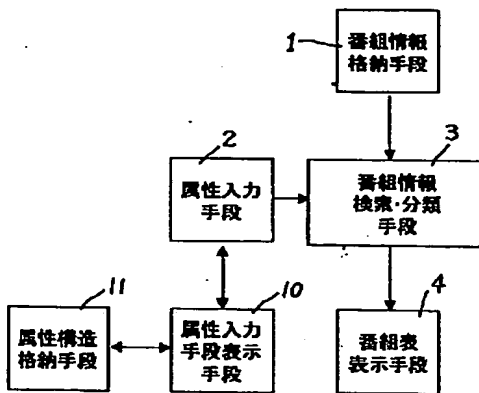 1
番組情報
格納手段
2
属性入力
手段
3
番組情報
検索・分類
手段
11
属性構造
格納手段
10
属性入力
手段表示
手段
4
番組表
表示手段